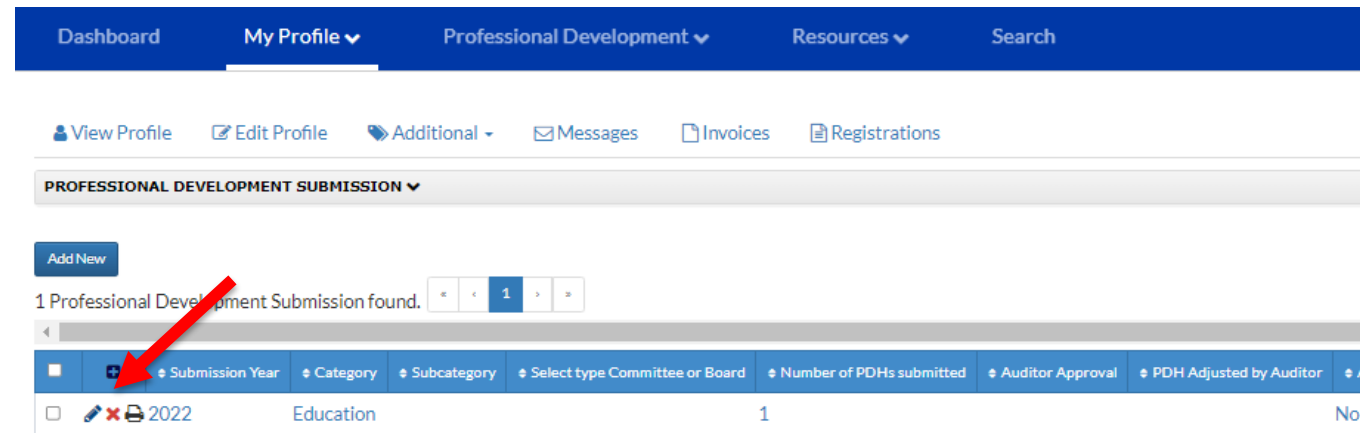 Dashboard My Profile Professional Development Resources Search
View Profile Edit Profile Additional Messages Invoices Registrations
PROFESSIONAL DEVELOPMENT SUBMISSION
Add New
1 Professional Development Submission found. « ‹ 1 › »
Submission Year Category Subcategory Select type Committee or Board Number of PDHs submitted Auditor Approval PDH Adjusted by Auditor
2022 Education 1 No